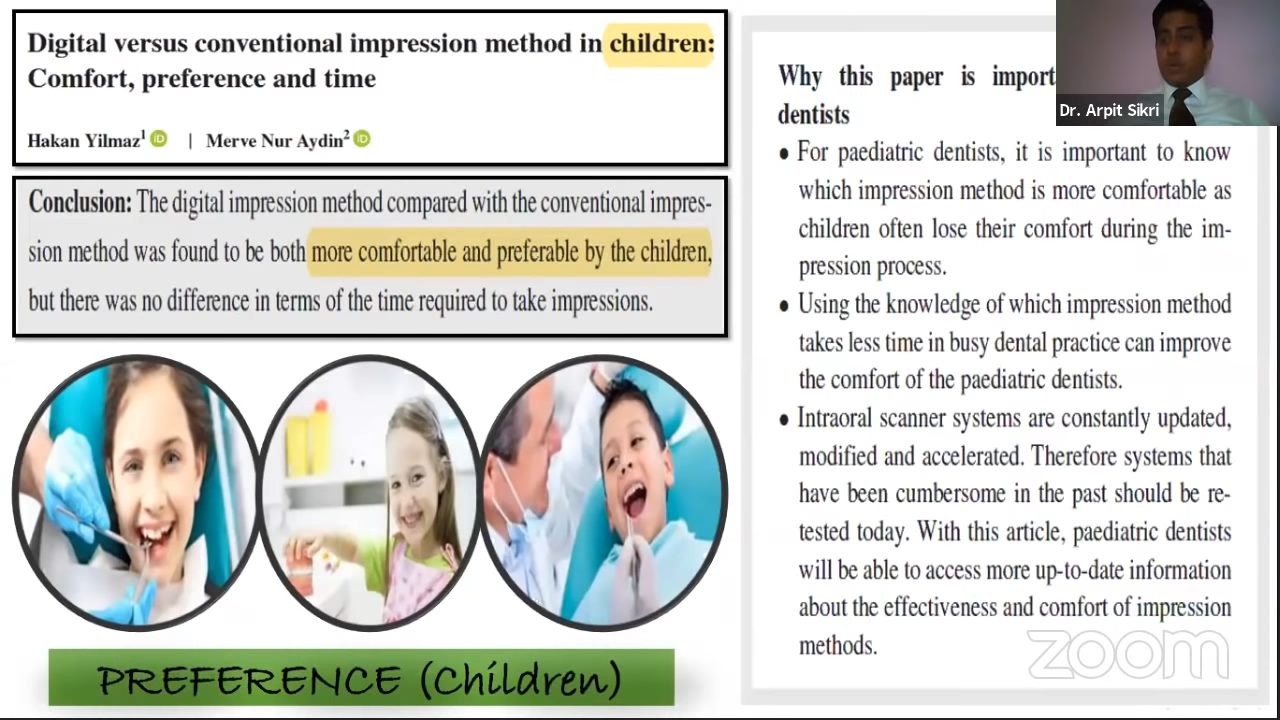 Digital versus conventional impression method in children:
Comfort, preference and time
Hakan Yilmaz1 iD | Merve Nur Aydin2 iD
Conclusion: The digital impression method compared with the conventional impres-
sion method was found to be both more comfortable and preferable by the children,
but there was no difference in terms of the time required to take impressions.
PREFERENCE (Children)
Why this paper is
dentists
• For paediatric dentists, it is important to know
which impression method is more comfortable as
children often lose their comfort during the im-
pression process.
• Using the knowledge of which impression method
takes less time in busy dental practice can improve
the comfort of the paediatric dentists.
• Intraoral scanner systems are constantly updated,
modified and accelerated. Therefore systems that
have been cumbersome in the past should be re-
tested today. With this article, paediatric dentists
will be able to access more up-to-date information
about the effectiveness and comfort of impression
methods.
Dr. Arpit Sikri
zoom